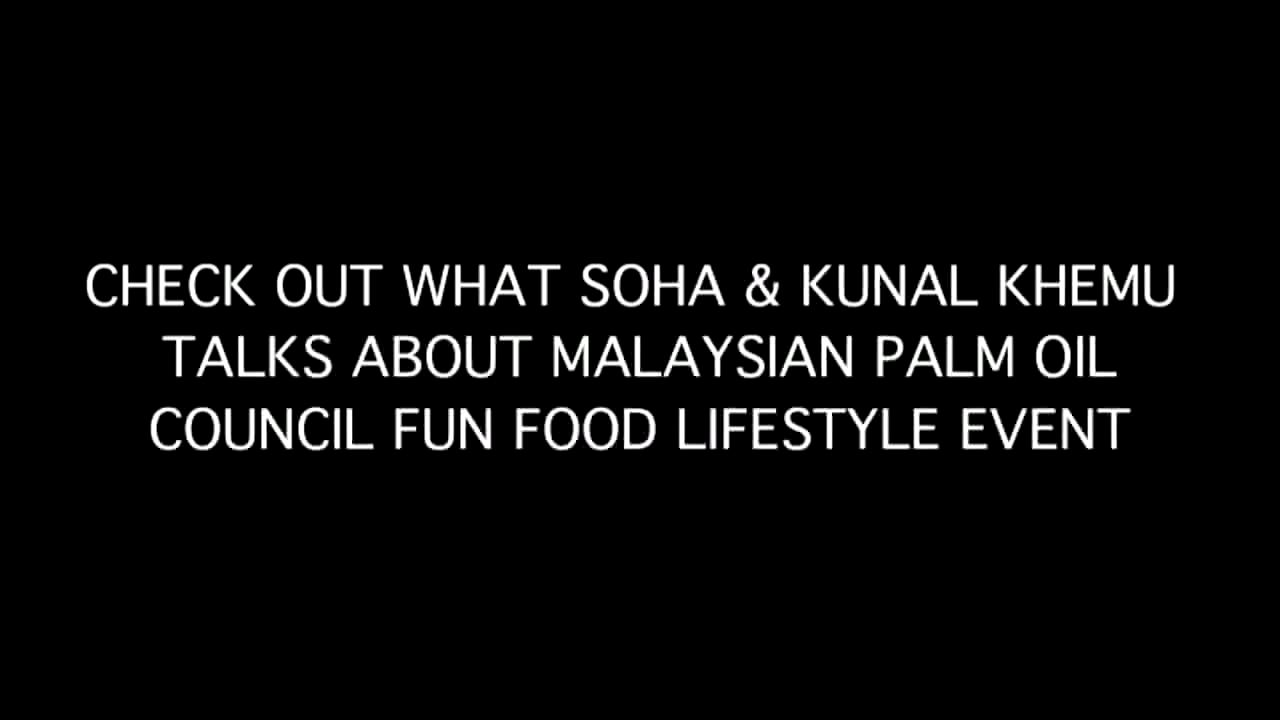 CHECK OUT WHAT SOHA & KUNAL KHEMU
TALKS ABOUT MALAYSIAN PALM OIL
COUNCIL FUN FOOD LIFESTYLE EVENT